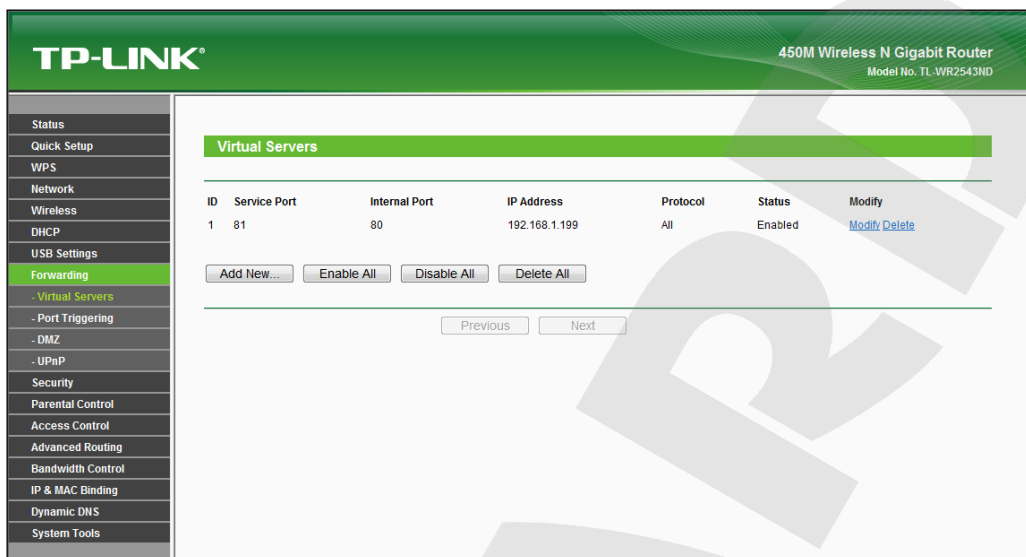 TP-LINK®
450M Wireless N Gigabit Router
Model No. TL-WR2543ND
Status
Quick Setup
WPS
Network
Wireless
DHCP
USB Settings
Forwarding
- Virtual Servers
- Port Triggering
- DMZ
- UPnP
Security
Parental Control
Access Control
Advanced Routing
Bandwidth Control
IP & MAC Binding
Dynamic DNS
System Tools
Virtual Servers
ID Service Port Internal Port IP Address Protocol Status Modify
1 81 80 192.168.1.199 All Enabled Modify Delete
Add New... Enable All Disable All Delete All
Previous Next